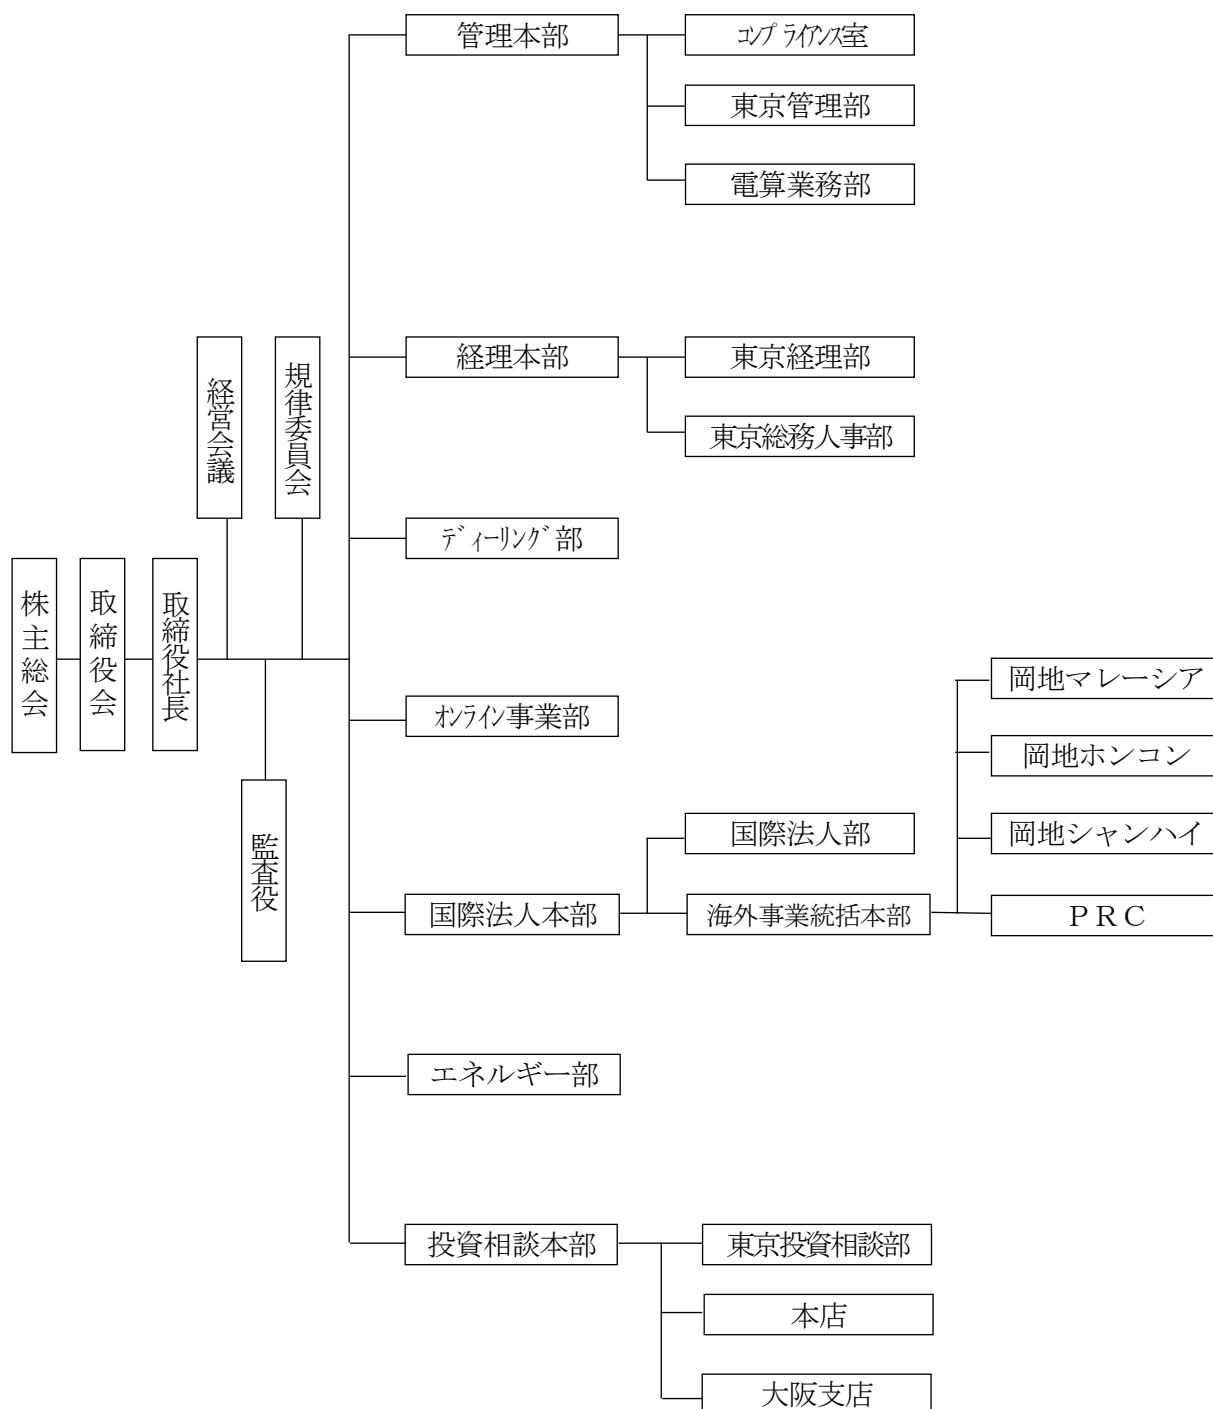 管理本部
コンプライアンス室
東京管理部
電算業務部
経営会議
規律委員会
経理本部
東京経理部
東京総務人事部
ディーリング部
株主総会
取締役会
取締役社長
オンライン事業部
監査役
岡地マレーシア
岡地ホンコン
国際法人部
岡地シャンハイ
国際法人本部
海外事業統括本部
ＰＲＣ
エネルギー部
投資相談本部
東京投資相談部
本店
大阪支店